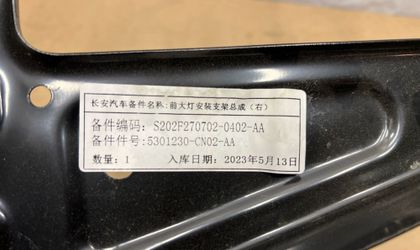 长安汽车备件名称:前大灯安装支架总成(右)
备件编码: S202F270702-0402-AA
备件件号:5301230-CN02-AA
数量:1 入库日期:2023年5月13日